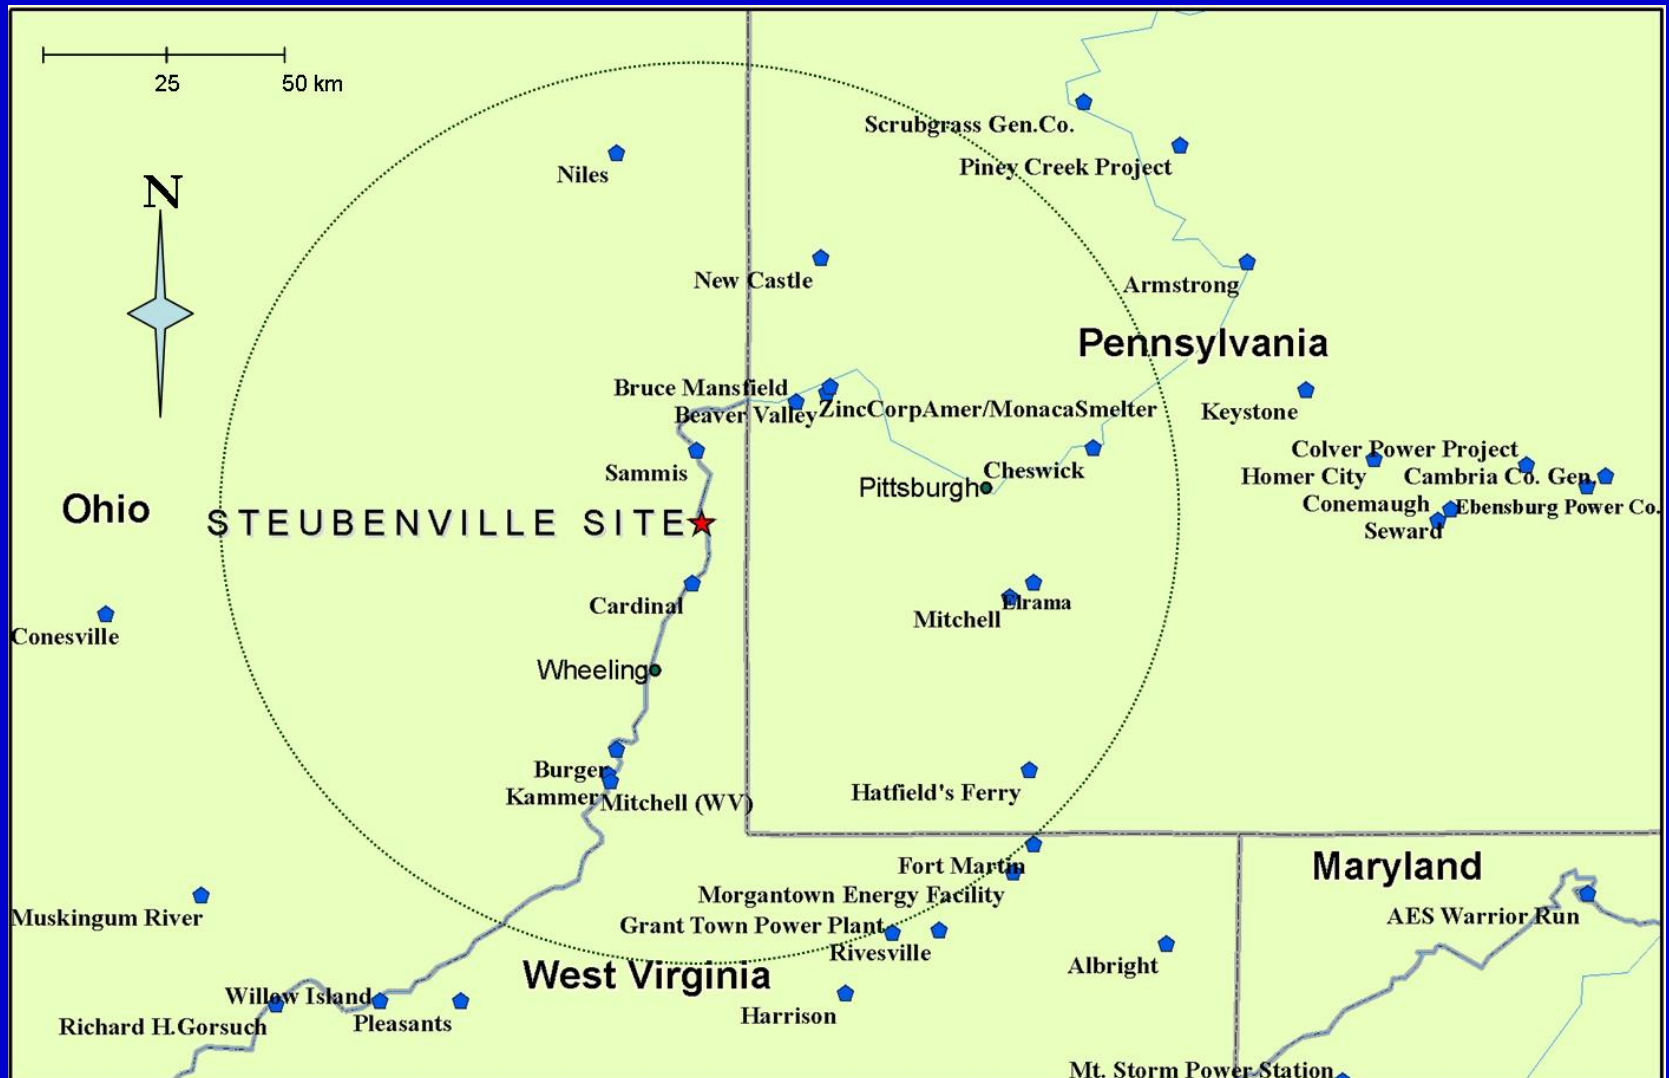 25
50 km
N
Scrubgrass Gen.Co.
Piney Creek Project
Niles
New Castle
Armstrong
Pennsylvania
Bruce Mansfield
Beaver Valley
ZincCorpAmer/MonacaSmelter
Keystone
Sammis
Cheswick
Pittsburgh
Colver Power Project
Homer City
Cambria Co. Gen.
Conemaugh
Ebensburg Power Co.
Seward
Ohio
STEUBENVILLE SITE
Cardinal
Elrama
Mitchell
Conesville
Wheeling
Burger
Kammer
Mitchell (WV)
Hatfield's Ferry
Fort Martin
Maryland
Morgantown Energy Facility
Muskingum River
AES Warrior Run
Grant Town Power Plant
Rivesville
Albright
West Virginia
Willow Island
Richard H.Gorsuch
Pleasants
Harrison
Mt. Storm Power Station